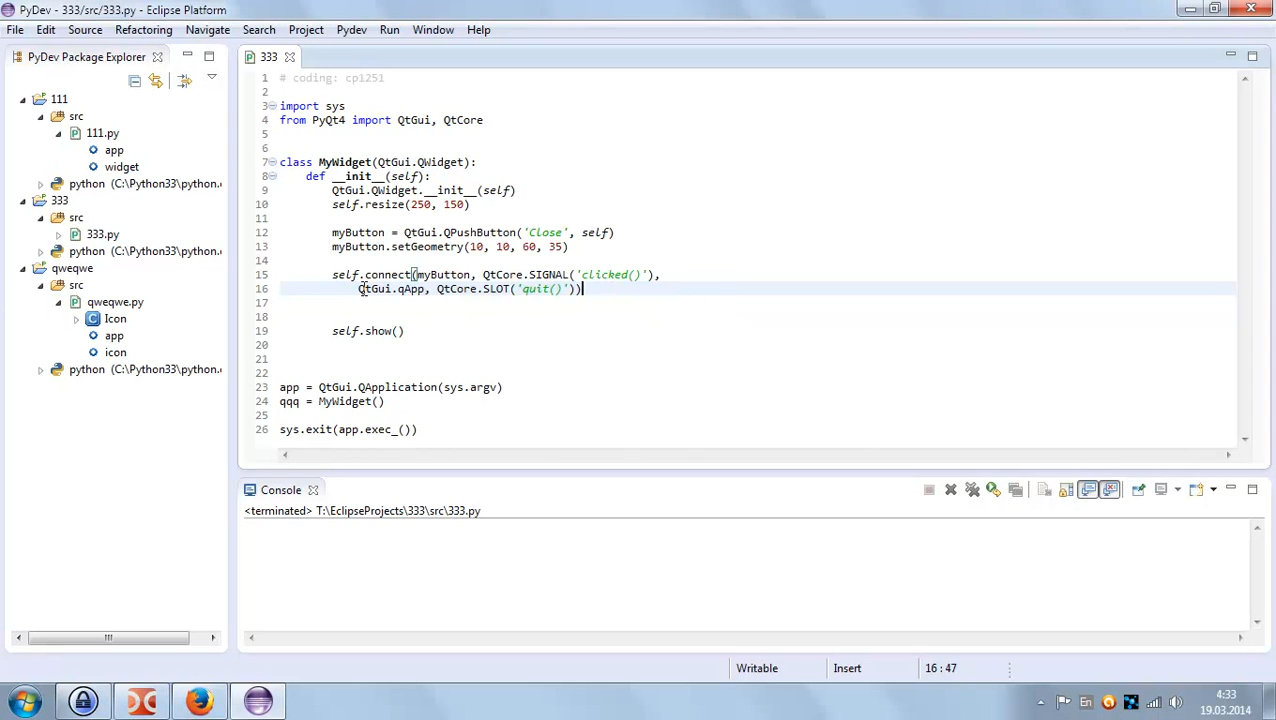 PyDev - 333/src/333.py - Eclipse Platform
File Edit Source Refactoring Navigate Search Project Pydev Run Window Help
PyDev Package Explorer
111
src
111.py
app
widget
python (C:\Python33\python.
333
src
333.py
python (C:\Python33\python.
qweqwe
src
qweqwe.py
Icon
app
icon
python (C:\Python33\python.
333
1 # coding: cp1251
2
3 import sys
4 from PyQt4 import QtGui, QtCore
5
6
7 class MyWidget(QtGui.QWidget):
8 def __init__(self):
9 QtGui.QWidget.__init__(self)
10 self.resize(250, 150)
11
12 myButton = QtGui.QPushButton('Close', self)
13 myButton.setGeometry(10, 10, 60, 35)
14
15 self.connect(myButton, QtCore.SIGNAL('clicked()'),
16 QtGui.qApp, QtCore.SLOT('quit()'))
17
18
19 self.show()
20
21
22
23 app = QtGui.QApplication(sys.argv)
24 qqq = MyWidget()
25
26 sys.exit(app.exec_())
Console
<terminated> T:\EclipseProjects\333\src\333.py
Writable Insert 16 : 47
En
4:33
19.03.2014